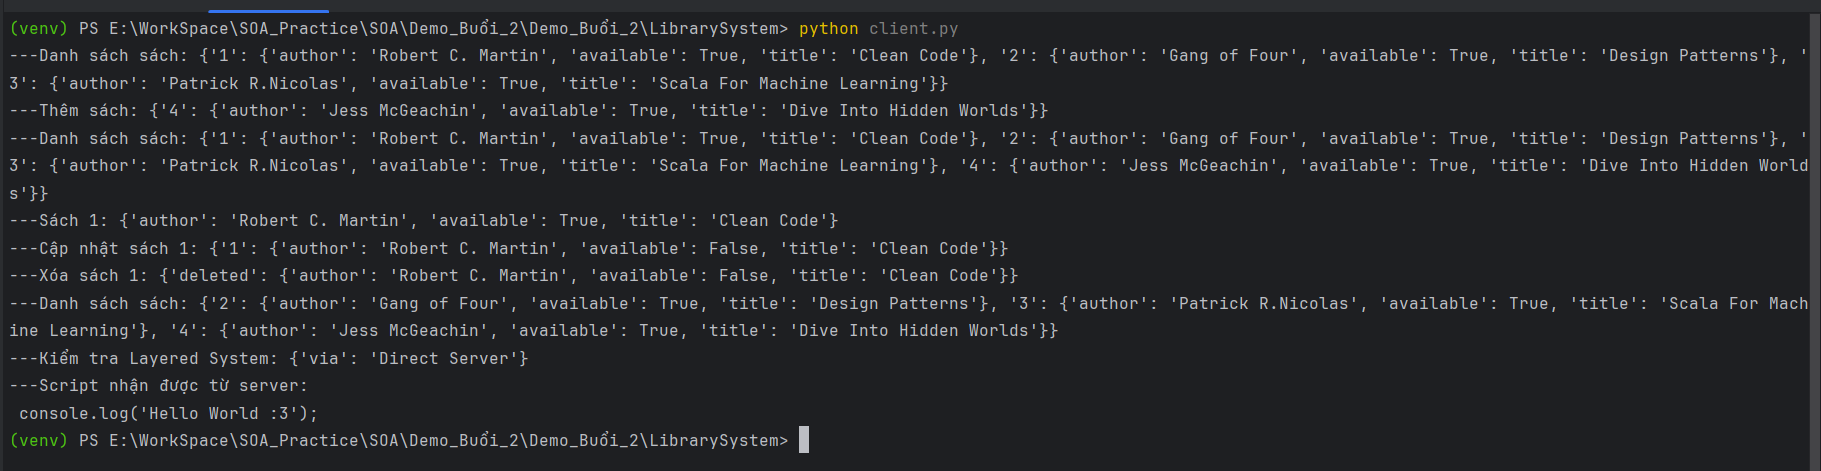 (venv) PS E:\WorkSpace\SOA_Practice\SOA\Demo_Buổi_2\Demo_Buổi_2\LibrarySystem> python client.py
---Danh sách sách: {'1': {'author': 'Robert C. Martin', 'available': True, 'title': 'Clean Code'}, '2': {'author': 'Gang of Four', 'available': True, 'title': 'Design Patterns'}, '
3': {'author': 'Patrick R.Nicolas', 'available': True, 'title': 'Scala For Machine Learning'}}
---Thêm sách: {'4': {'author': 'Jess McGeachin', 'available': True, 'title': 'Dive Into Hidden Worlds'}}
---Danh sách sách: {'1': {'author': 'Robert C. Martin', 'available': True, 'title': 'Clean Code'}, '2': {'author': 'Gang of Four', 'available': True, 'title': 'Design Patterns'}, '
3': {'author': 'Patrick R.Nicolas', 'available': True, 'title': 'Scala For Machine Learning'}, '4': {'author': 'Jess McGeachin', 'available': True, 'title': 'Dive Into Hidden World
s'}}
---Sách 1: {'author': 'Robert C. Martin', 'available': True, 'title': 'Clean Code'}
---Cập nhật sách 1: {'1': {'author': 'Robert C. Martin', 'available': False, 'title': 'Clean Code'}}
---Xóa sách 1: {'deleted': {'author': 'Robert C. Martin', 'available': False, 'title': 'Clean Code'}}
---Danh sách sách: {'2': {'author': 'Gang of Four', 'available': True, 'title': 'Design Patterns'}, '3': {'author': 'Patrick R.Nicolas', 'available': True, 'title': 'Scala For Mach
ine Learning'}, '4': {'author': 'Jess McGeachin', 'available': True, 'title': 'Dive Into Hidden Worlds'}}
---Kiểm tra Layered System: {'via': 'Direct Server'}
---Script nhận được từ server:
 console.log('Hello World :3');
(venv) PS E:\WorkSpace\SOA_Practice\SOA\Demo_Buổi_2\Demo_Buổi_2\LibrarySystem>